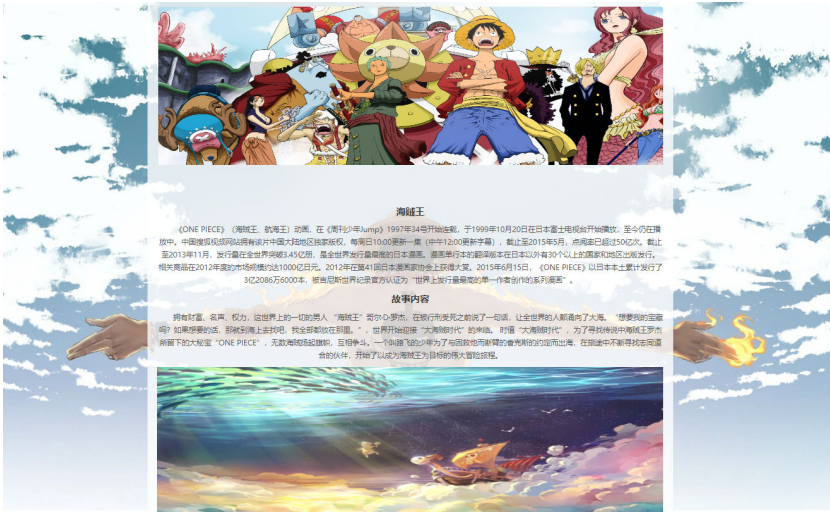 海贼王
《ONE PIECE》（海贼王、航海王）动画，在《周刊少年Jump》1997年34号开始连载，于1999年10月20日在日本富士电视台开始播放，至今仍在播
放中。中国搜狐视频网站拥有该片中国大陆地区独家版权，每周日10:00更新一集（中午12:00更新字幕），截止至2015年5月，点阅率已超过50亿次。截止
至2013年11月，发行量在全世界突破3.45亿册，是全世界发行量最高的日本漫画。漫画单行本的翻译版本在日本以外有30个以上的国家和地区出版发行。
相关商品在2012年度的市场规模约达1000亿日元。2012年在第41回日本漫画家协会上获得大奖。2015年6月15日，《ONE PIECE》以日本本土累计发行了
3亿2086万6000本，被吉尼斯世界纪录官方认证为“世界上发行量最高的单一作者创作的系列漫画”。
故事内容
拥有财富、名声、权力，这世界上的一切的男人 “海贼王”哥尔·D·罗杰，在被行刑受死之前说了一句话，让全世界的人都涌向了大海。“想要我的宝藏
吗？如果想要的话，那就到海上去找吧，我全部都放在那里。”，世界开始迎接“大海贼时代”的来临。 时值“大海贼时代”，为了寻找传说中海贼王罗杰
所留下的大秘宝“ONE PIECE”，无数海贼扬起旗帜，互相争斗。一个叫路飞的少年为了与因救他而断臂的香克斯的约定而出海，在旅途中不断寻找志同道
合的伙伴，开始了以成为海贼王为目标的伟大冒险旅程。